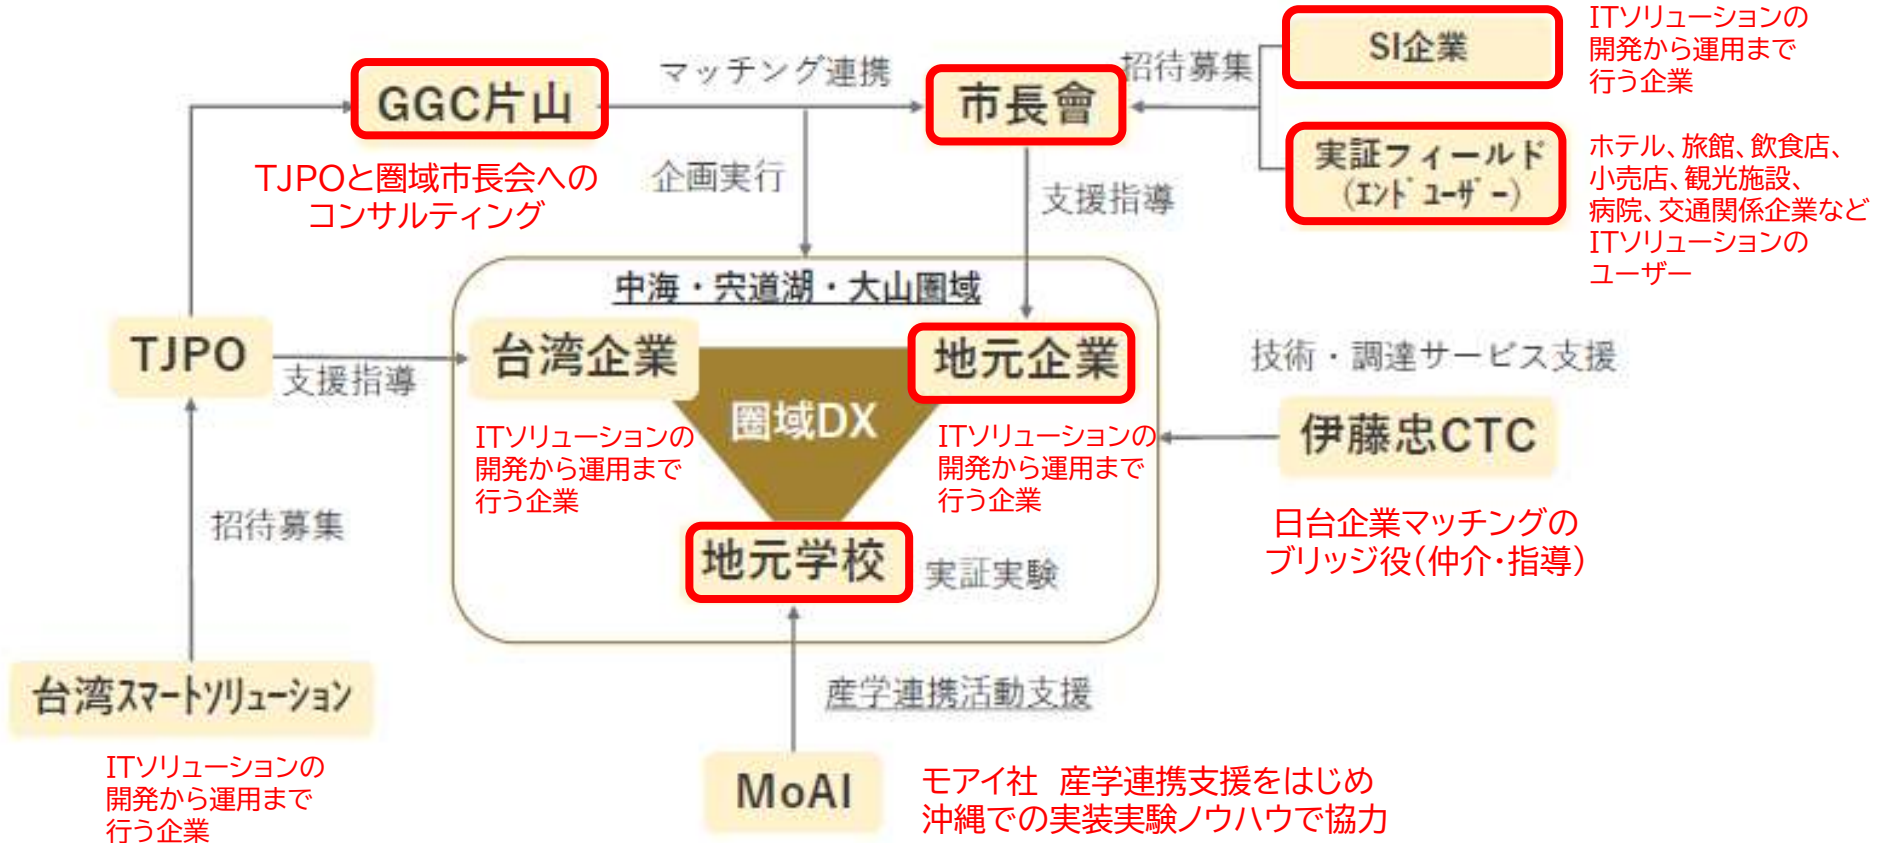 GGC片山
TJPOと圏域市長会への
コンサルティング
マッチング連携
企画実行
市長會
招待募集
支援指導
SI企業
ITソリューションの
開発から運用まで
行う企業
実証フィールド
(ｴﾝﾄﾞ ﾕｰｻﾞｰ)
ホテル、旅館、飲食店、
小売店、観光施設、
病院、交通関係企業など
ITソリューションの
ユーザー
中海・宍道湖・大山圏域
TJPO
支援指導
台湾企業
ITソリューションの
開発から運用まで
行う企業
圏域DX
地元企業
ITソリューションの
開発から運用まで
行う企業
技術・調達サービス支援
伊藤忠CTC
日台企業マッチングの
ブリッジ役(仲介・指導)
招待募集
地元学校
実証実験
台湾ｽﾏｰﾄｿﾘｭｰｼｮﾝ
ITソリューションの
開発から運用まで
行う企業
産学連携活動支援
MoAI
モアイ社　産学連携支援をはじめ
沖縄での実装実験ノウハウで協力